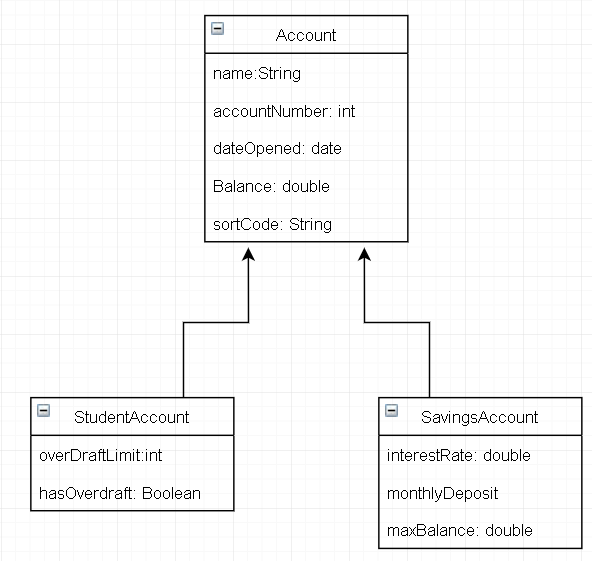 Account
name:String
accountNumber: int
dateOpened: date
Balance: double
sortCode: String
StudentAccount
overDraftLimit:int
hasOverdraft: Boolean
SavingsAccount
interestRate: double
monthlyDeposit
maxBalance: double